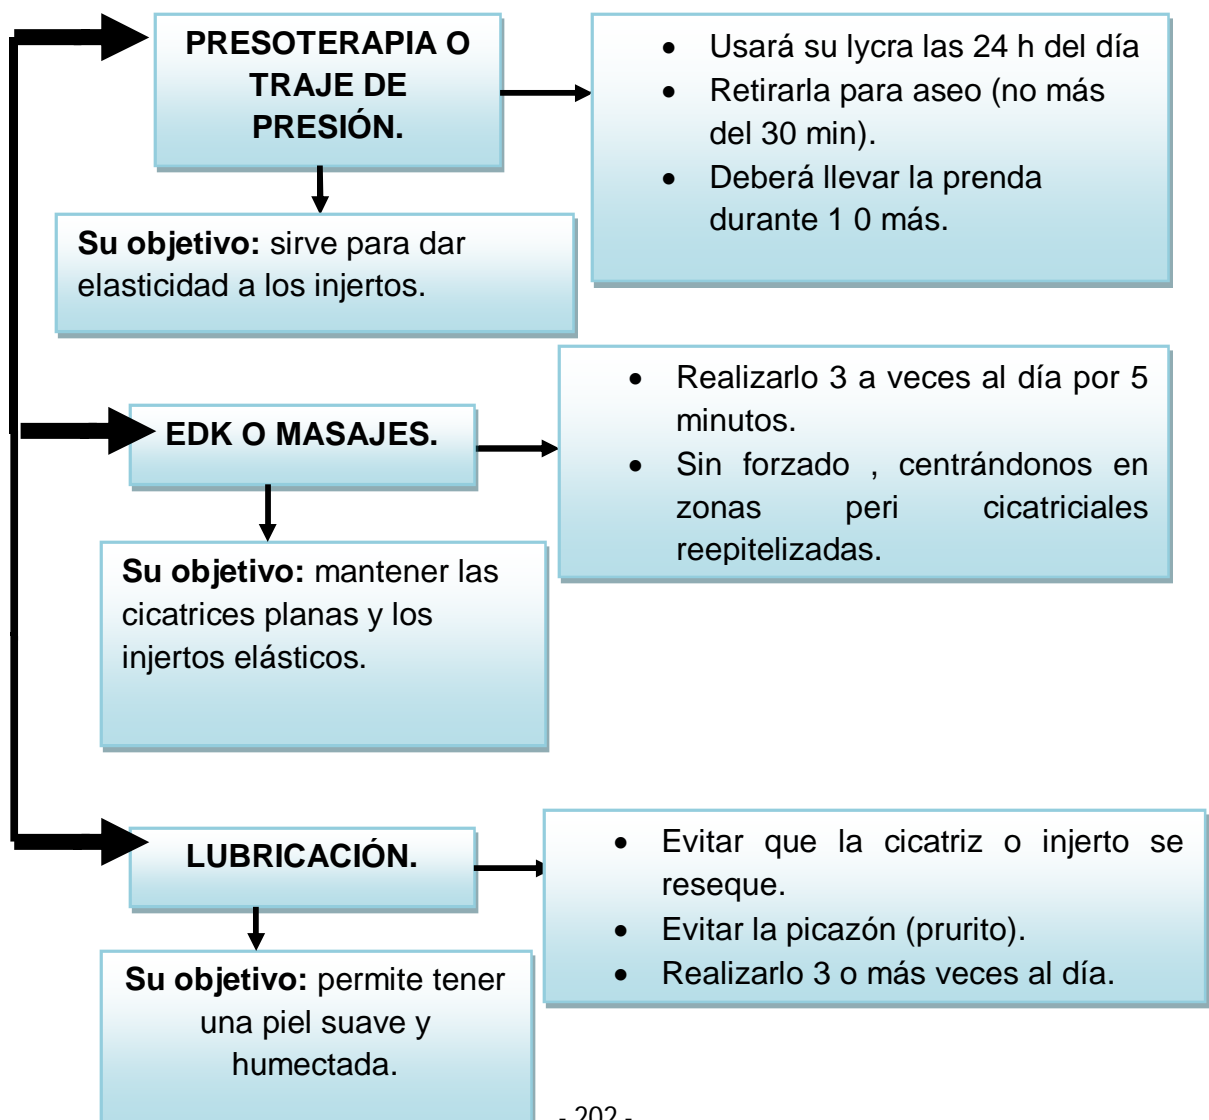 PRESOTERAPIA O
TRAJE DE
PRESIÓN.
• Usará su lycra las 24 h del día
• Retirarla para aseo (no más
del 30 min).
• Deberá llevar la prenda
durante 1 0 más.
Su objetivo: sirve para dar
elasticidad a los injertos.
EDK O MASAJES.
• Realizarlo 3 a veces al día por 5
minutos.
• Sin forzado , centrándonos en
zonas peri cicatriciales
reepitelizadas.
Su objetivo: mantener las
cicatrices planas y los
injertos elásticos.
LUBRICACIÓN.
• Evitar que la cicatriz o injerto se
reseque.
• Evitar la picazón (prurito).
• Realizarlo 3 o más veces al día.
Su objetivo: permite tener
una piel suave y
humectada.
- 202 -